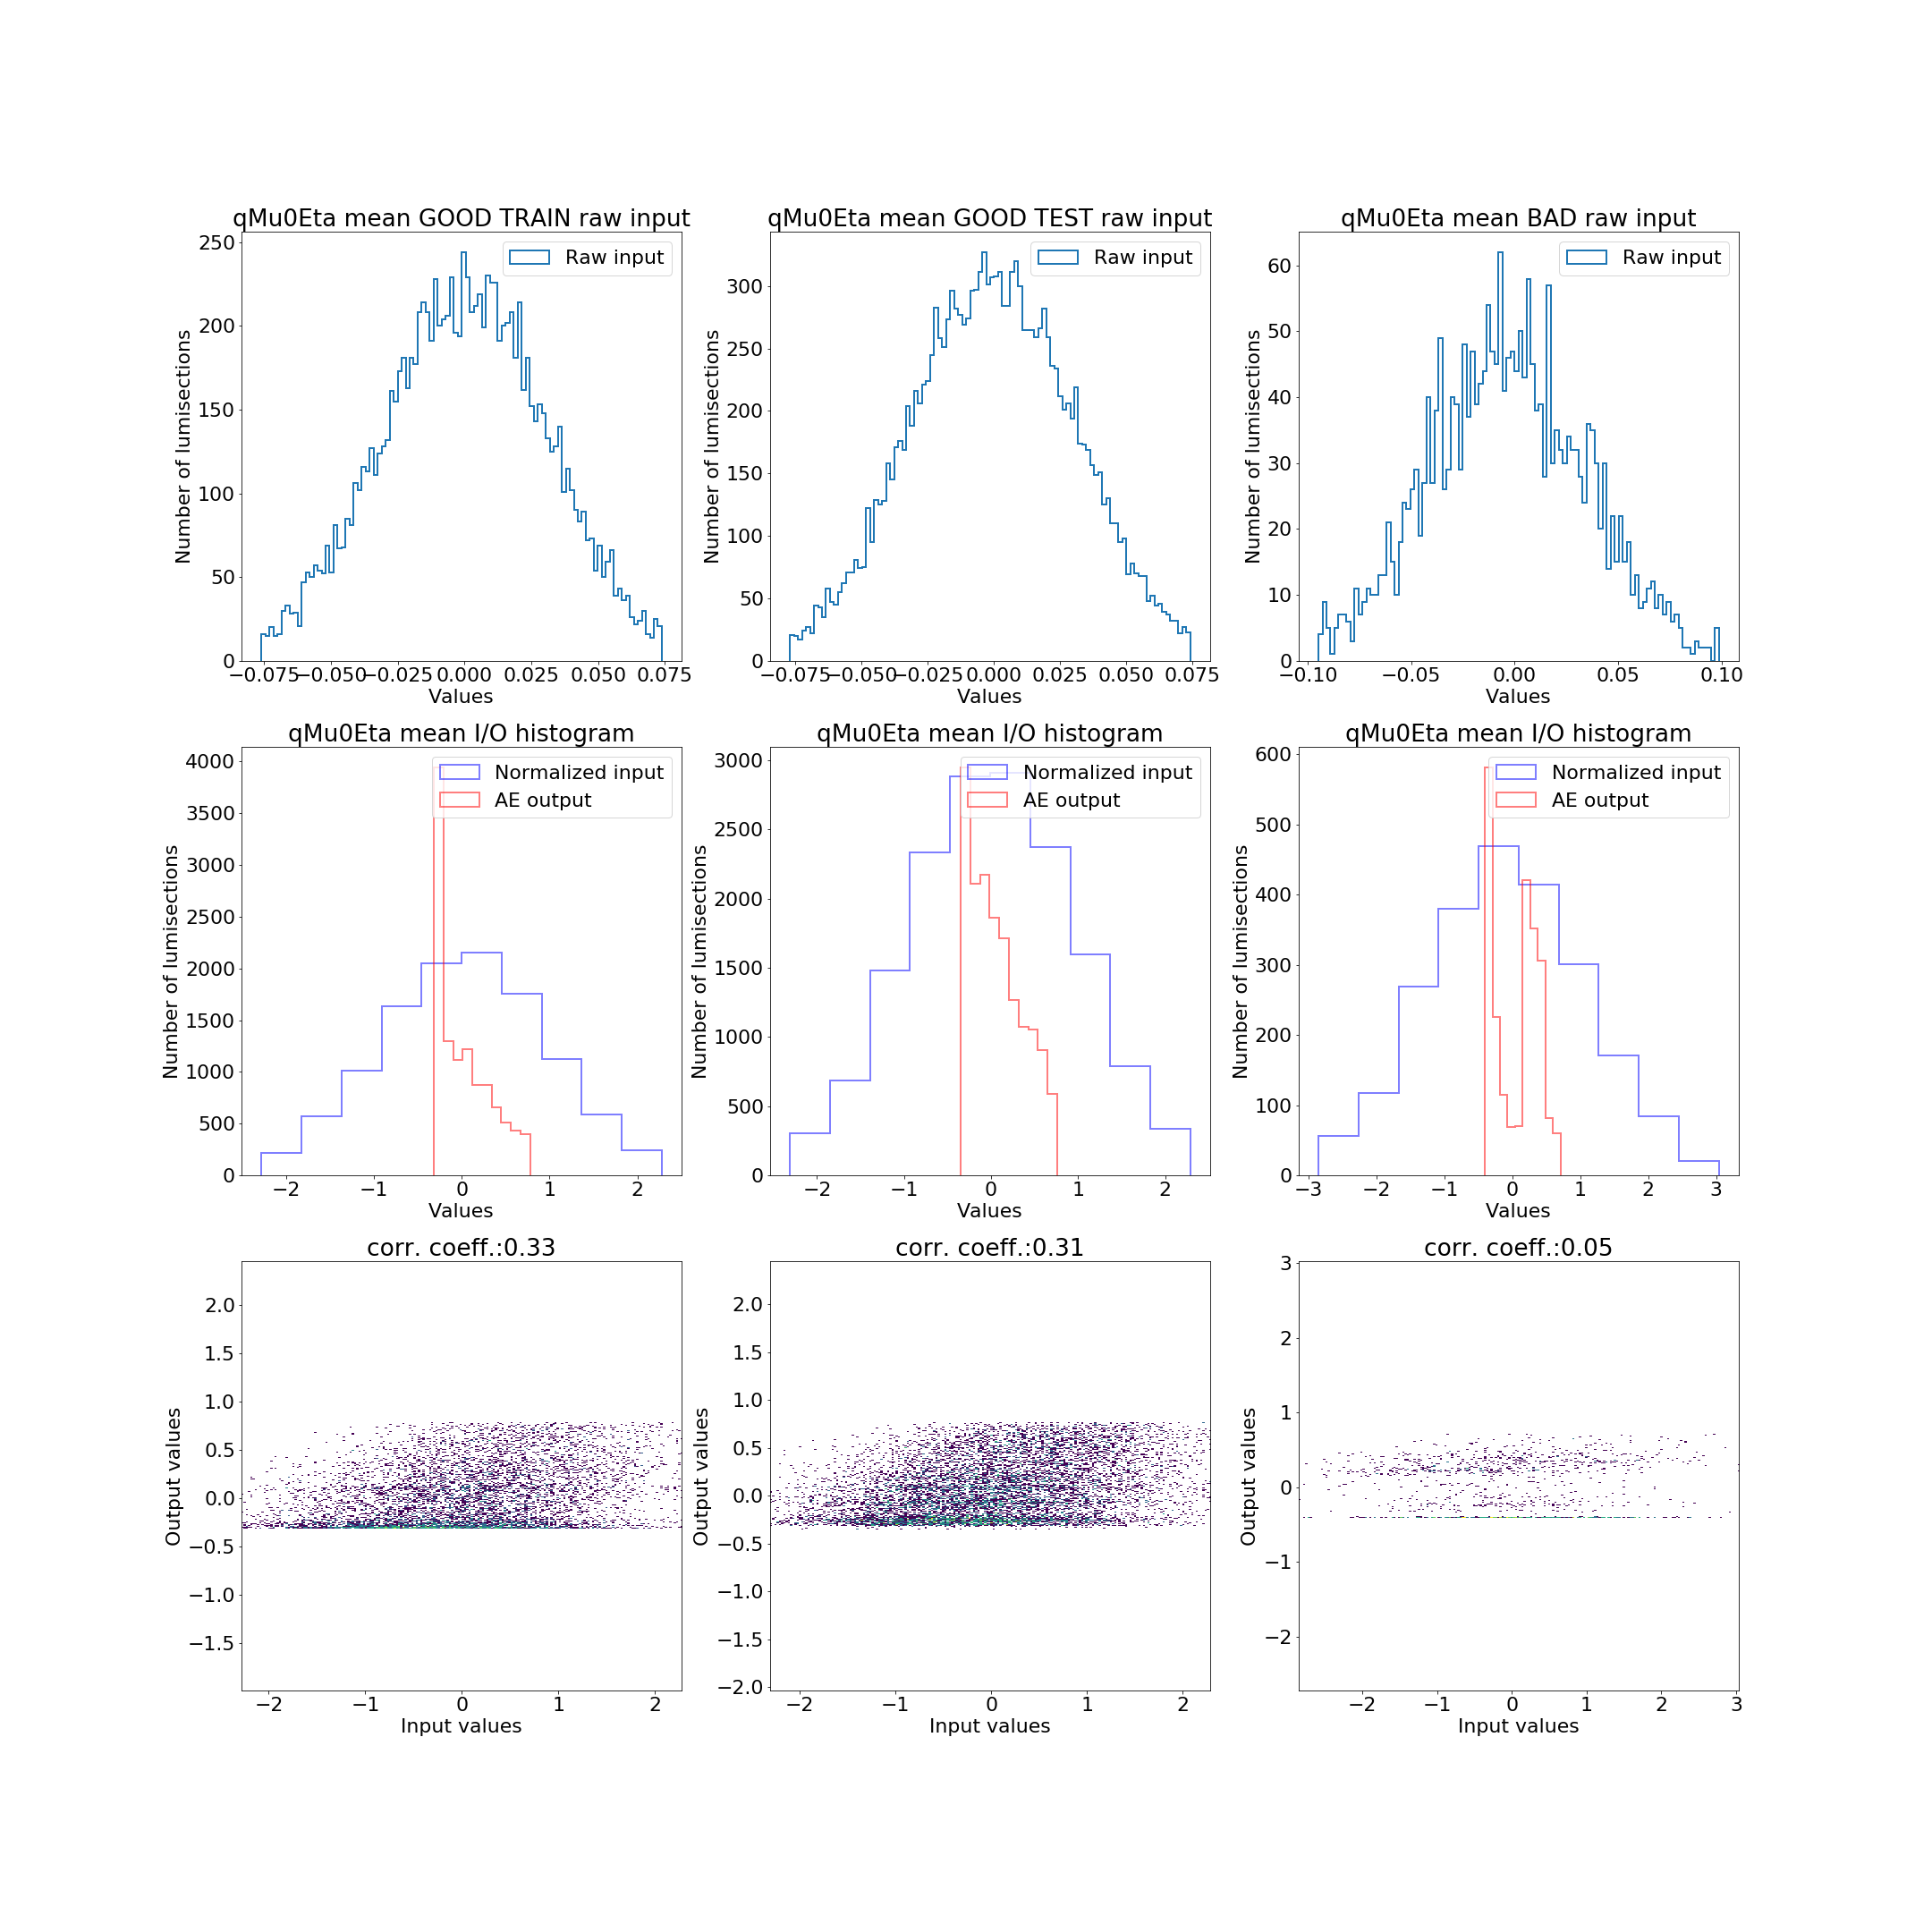 qMu0Eta mean GOOD TRAIN raw input
Number of lumisections
250
200
150
100
50
0
Raw input
−0.075 −0.050 −0.025 0.000 0.025 0.050 0.075
Values
qMu0Eta mean GOOD TEST raw input
Number of lumisections
300
250
200
150
100
50
0
Raw input
−0.075 −0.050 −0.025 0.000 0.025 0.050 0.075
Values
qMu0Eta mean BAD raw input
Number of lumisections
60
50
40
30
20
10
0
Raw input
−0.10 −0.05 0.00 0.05 0.10
Values
qMu0Eta mean I/O histogram
Number of lumisections
4000
3500
3000
2500
2000
1500
1000
500
0
Normalized input
AE output
−2 −1 0 1 2
Values
qMu0Eta mean I/O histogram
Number of lumisections
3000
2500
2000
1500
1000
500
0
Normalized input
AE output
−2 −1 0 1 2
Values
qMu0Eta mean I/O histogram
Number of lumisections
600
500
400
300
200
100
0
Normalized input
AE output
−3 −2 −1 0 1 2 3
Values
corr. coeff.:0.33
Output values
2.0
1.5
1.0
0.5
0.0
−0.5
−1.0
−1.5
−2 −1 0 1 2
Input values
corr. coeff.:0.31
Output values
2.0
1.5
1.0
0.5
0.0
−0.5
−1.0
−1.5
−2.0
−2 −1 0 1 2
Input values
corr. coeff.:0.05
Output values
3
2
1
0
−1
−2
−2 −1 0 1 2 3
Input values